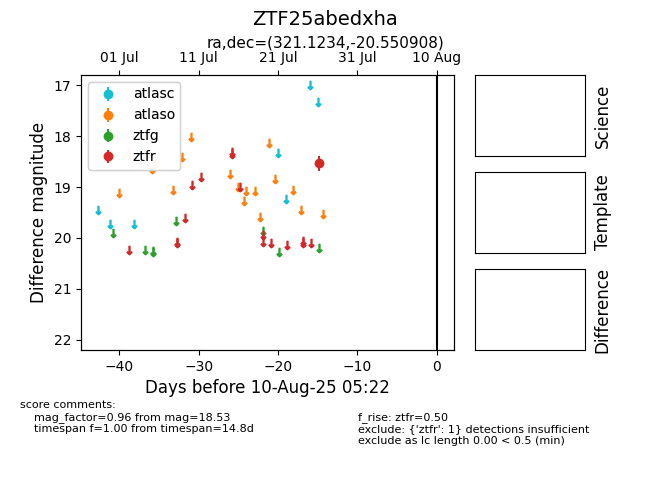 ZTF25abedxha
ra,dec=(321.1234,-20.550908)
01 Jul 11 Jul 21 Jul 31 Jul 10 Aug
atlasc
atlaso
ztfg
ztfr
17
18
19
20
21
22
Difference magnitude
−40 −30 −20 −10 0
Days before 10-Aug-25 05:22
Science
Template
Difference
score comments:
mag_factor=0.96 from mag=18.53
timespan f=1.00 from timespan=14.8d
f_rise: ztfr=0.50
exclude: {'ztfr': 1} detections insufficient
exclude as lc length 0.00 < 0.5 (min)